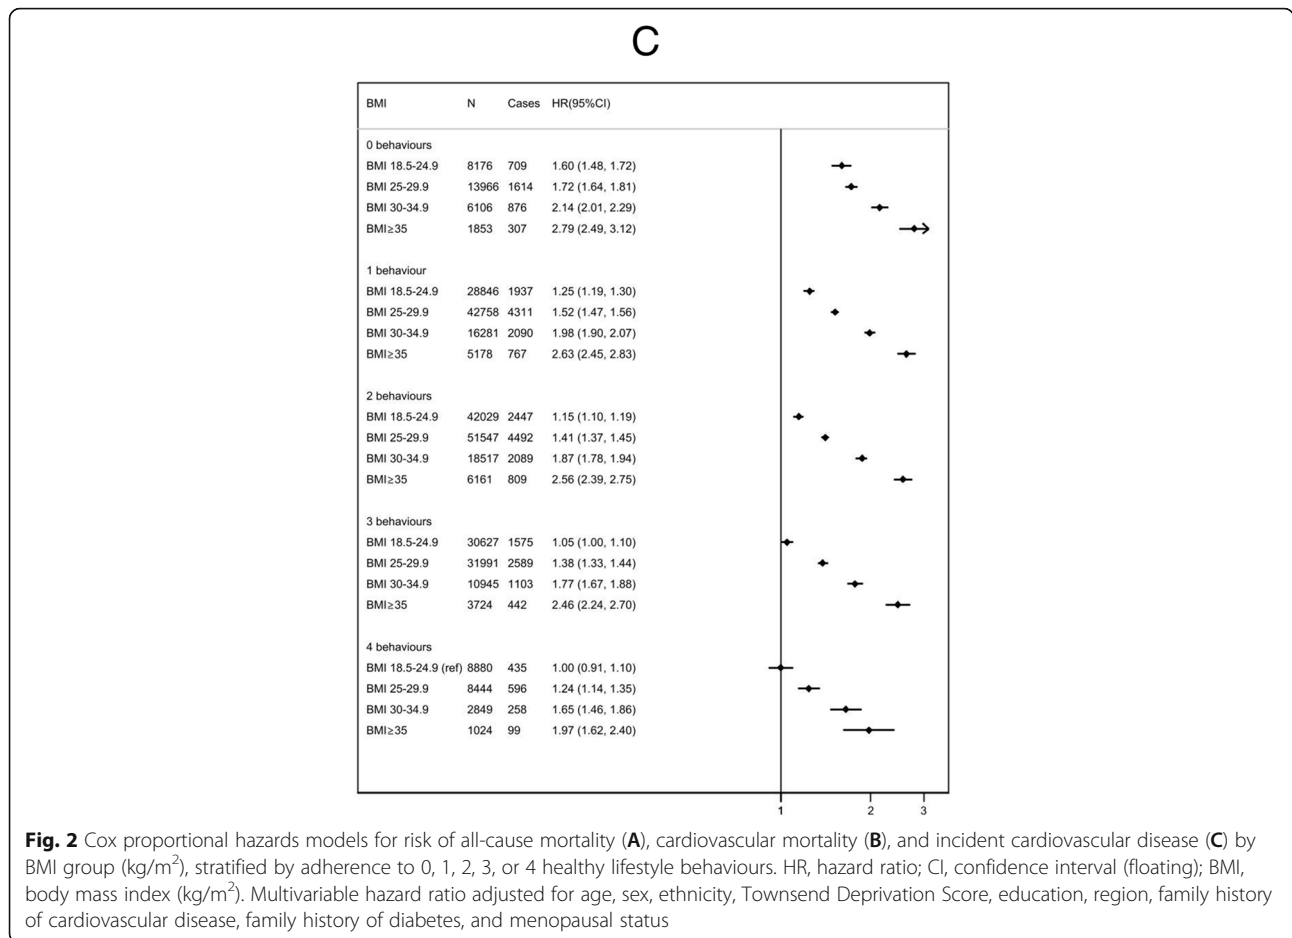 C
BMI N Cases HR(95%CI)
0 behaviours
BMI 18.5-24.9 8176 709 1.60 (1.48, 1.72)
BMI 25-29.9 13966 1614 1.72 (1.64, 1.81)
BMI 30-34.9 6106 876 2.14 (2.01, 2.29)
BMI≥35 1853 307 2.79 (2.49, 3.12)
1 behaviour
BMI 18.5-24.9 28846 1937 1.25 (1.19, 1.30)
BMI 25-29.9 42758 4311 1.52 (1.47, 1.56)
BMI 30-34.9 16281 2090 1.98 (1.90, 2.07)
BMI≥35 5178 767 2.63 (2.45, 2.83)
2 behaviours
BMI 18.5-24.9 42029 2447 1.15 (1.10, 1.19)
BMI 25-29.9 51547 4492 1.41 (1.37, 1.45)
BMI 30-34.9 18517 2089 1.87 (1.78, 1.94)
BMI≥35 6161 809 2.56 (2.39, 2.75)
3 behaviours
BMI 18.5-24.9 30627 1575 1.05 (1.00, 1.10)
BMI 25-29.9 31991 2589 1.38 (1.33, 1.44)
BMI 30-34.9 10945 1103 1.77 (1.67, 1.88)
BMI≥35 3724 442 2.46 (2.24, 2.70)
4 behaviours
BMI 18.5-24.9 (ref) 8880 435 1.00 (0.91, 1.10)
BMI 25-29.9 8444 596 1.24 (1.14, 1.35)
BMI 30-34.9 2849 258 1.65 (1.46, 1.86)
BMI≥35 1024 99 1.97 (1.62, 2.40)
1 2 3
Fig. 2 Cox proportional hazards models for risk of all-cause mortality (A), cardiovascular mortality (B), and incident cardiovascular disease (C) by
BMI group (kg/m²), stratified by adherence to 0, 1, 2, 3, or 4 healthy lifestyle behaviours. HR, hazard ratio; CI, confidence interval (floating); BMI,
body mass index (kg/m²). Multivariable hazard ratio adjusted for age, sex, ethnicity, Townsend Deprivation Score, education, region, family history
of cardiovascular disease, family history of diabetes, and menopausal status